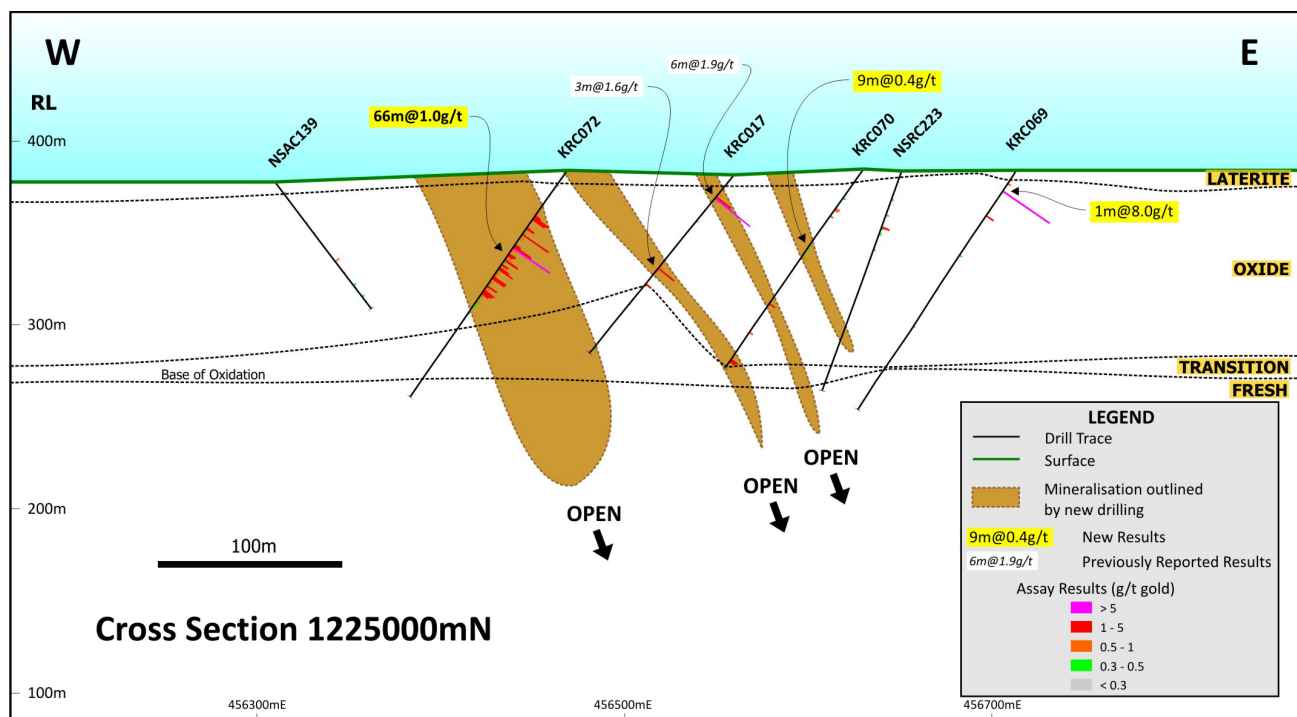 W
E
RL
400m
300m
200m
100m
NSAC139
66m@1.0g/t
KRC072
3m@1.6g/t
6m@1.9g/t
KRC017
9m@0.4g/t
KRC070
NSRC223
KRC069
1m@8.0g/t
LATERITE
OXIDE
TRANSITION
FRESH
Base of Oxidation
OPEN
OPEN
OPEN
100m
Cross Section 1225000mN
456300mE
456500mE
456700mE
LEGEND
Drill Trace
Surface
Mineralisation outlined
by new drilling
9m@0.4g/t New Results
6m@1.9g/t Previously Reported Results
Assay Results (g/t gold)
> 5
1 - 5
0.5 - 1
0.3 - 0.5
< 0.3